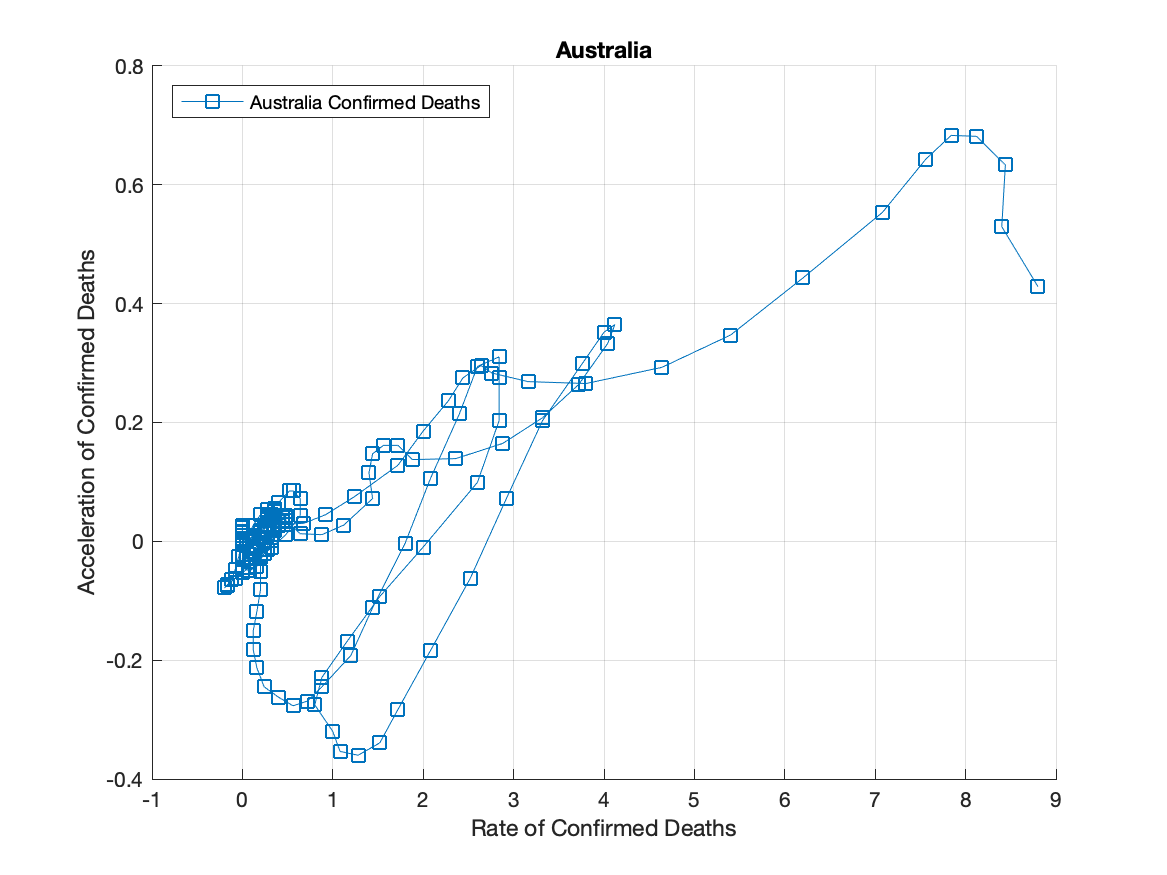 Australia
Australia Confirmed Deaths
0.8
0.6
0.4
0.2
0
-0.2
-0.4
Acceleration of Confirmed Deaths
-1 0 1 2 3 4 5 6 7 8 9
Rate of Confirmed Deaths